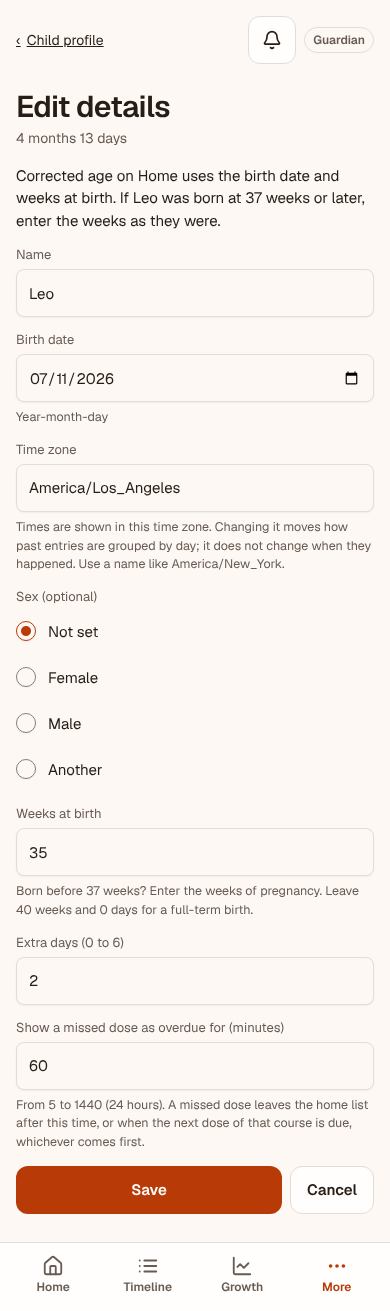 ‹ Child profile
Guardian
Edit details
4 months 13 days
Corrected age on Home uses the birth date and
weeks at birth. If Leo was born at 37 weeks or later,
enter the weeks as they were.
Name
Leo
Birth date
07/11/2026
Year-month-day
Time zone
America/Los_Angeles
Times are shown in this time zone. Changing it moves how
past entries are grouped by day; it does not change when they
happened. Use a name like America/New_York.
Sex (optional)
Not set
Female
Male
Another
Weeks at birth
35
Born before 37 weeks? Enter the weeks of pregnancy. Leave
40 weeks and 0 days for a full-term birth.
Extra days (0 to 6)
2
Show a missed dose as overdue for (minutes)
60
From 5 to 1440 (24 hours). A missed dose leaves the home list
after this time, or when the next dose of that course is due,
whichever comes first.
Save
Cancel
Home
Timeline
Growth
More